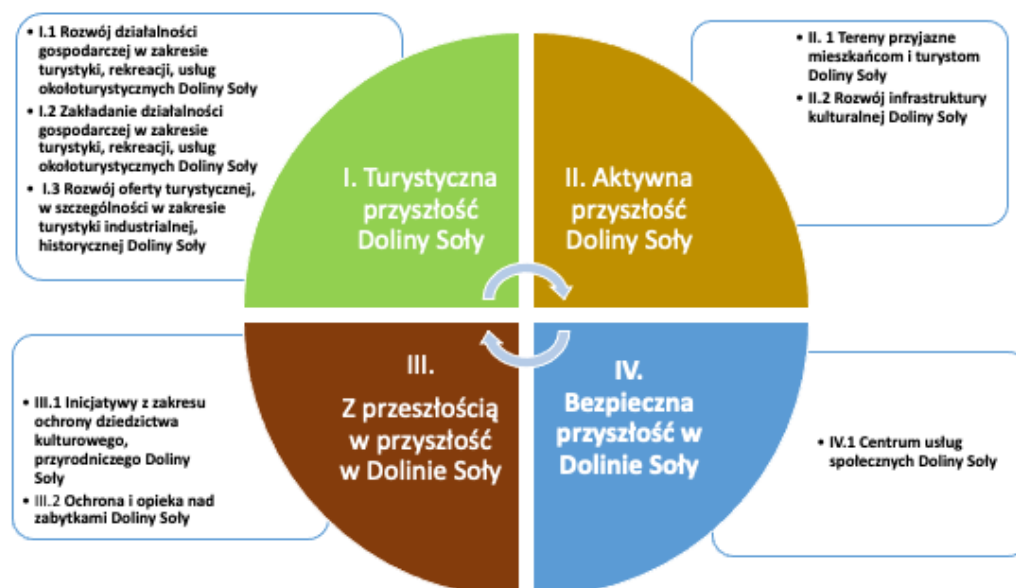 • I.1 Rozwój działalności
gospodarczej w zakresie
turystyki, rekreacji, usług
okołoturystycznych Doliny Soły
• I.2 Zakładanie działalności
gospodarczej w zakresie
turystyki, rekreacji, usług
okołoturystycznych Doliny Soły
• I.3 Rozwój oferty turystycznej,
w szczególności w zakresie
turystyki industrialnej,
historycznej Doliny Soły
I. Turystyczna
przyszłość
Doliny Soły
II. Aktywna
przyszłość
Doliny Soły
• II. 1 Tereny przyjazne
mieszkańcom i turystom
Doliny Soły
• II.2 Rozwój infrastruktury
kulturalnej Doliny Soły
• III.1 Inicjatywy z zakresu
ochrony dziedzictwa
kulturowego,
przyrodniczego Doliny
Soły
• III.2 Ochrona i opieka nad
zabytkami Doliny Soły
III.
Z przeszłością
w przyszłość
w Dolinie Soły
IV.
Bezpieczna
przyszłość w
Dolinie Soły
• IV.1 Centrum usług
społecznych Doliny Soły